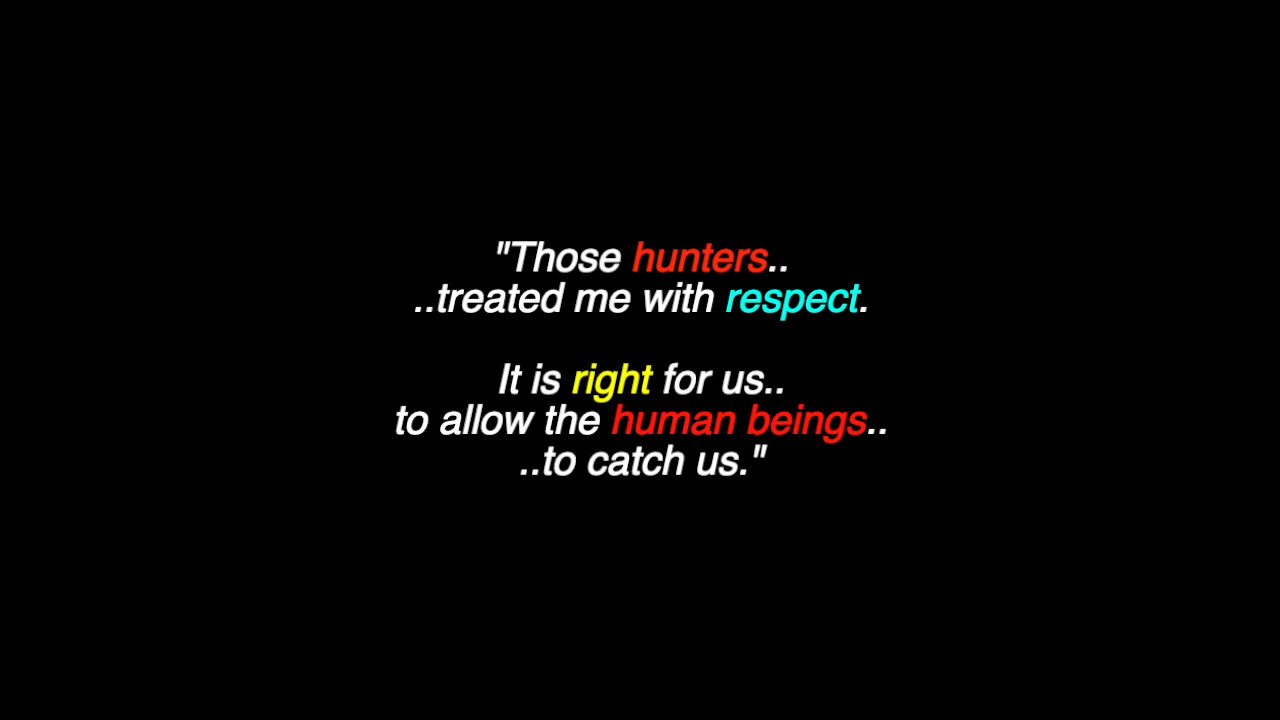 "Those hunters..
..treated me with respect.
It is right for us..
to allow the human beings..
..to catch us."